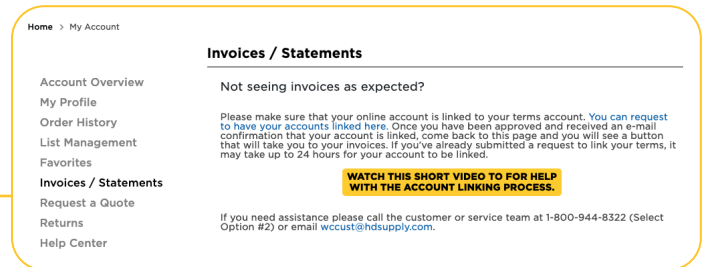 Home > My Account
Invoices / Statements
Account Overview
My Profile
Order History
List Management
Favorites
Invoices / Statements
Request a Quote
Returns
Help Center
Not seeing invoices as expected?
Please make sure that your online account is linked to your terms account. You can request
to have your accounts linked here. Once you have been approved and received an e-mail
confirmation that your account is linked, come back to this page and you will see a button
that will take you to your invoices. If you've already submitted a request to link your terms, it
may take up to 24 hours for your account to be linked.
WATCH THIS SHORT VIDEO TO FOR HELP
WITH THE ACCOUNT LINKING PROCESS.
If you need assistance please call the customer or service team at 1-800-944-8322 (Select
Option #2) or email wccust@hdsupply.com.